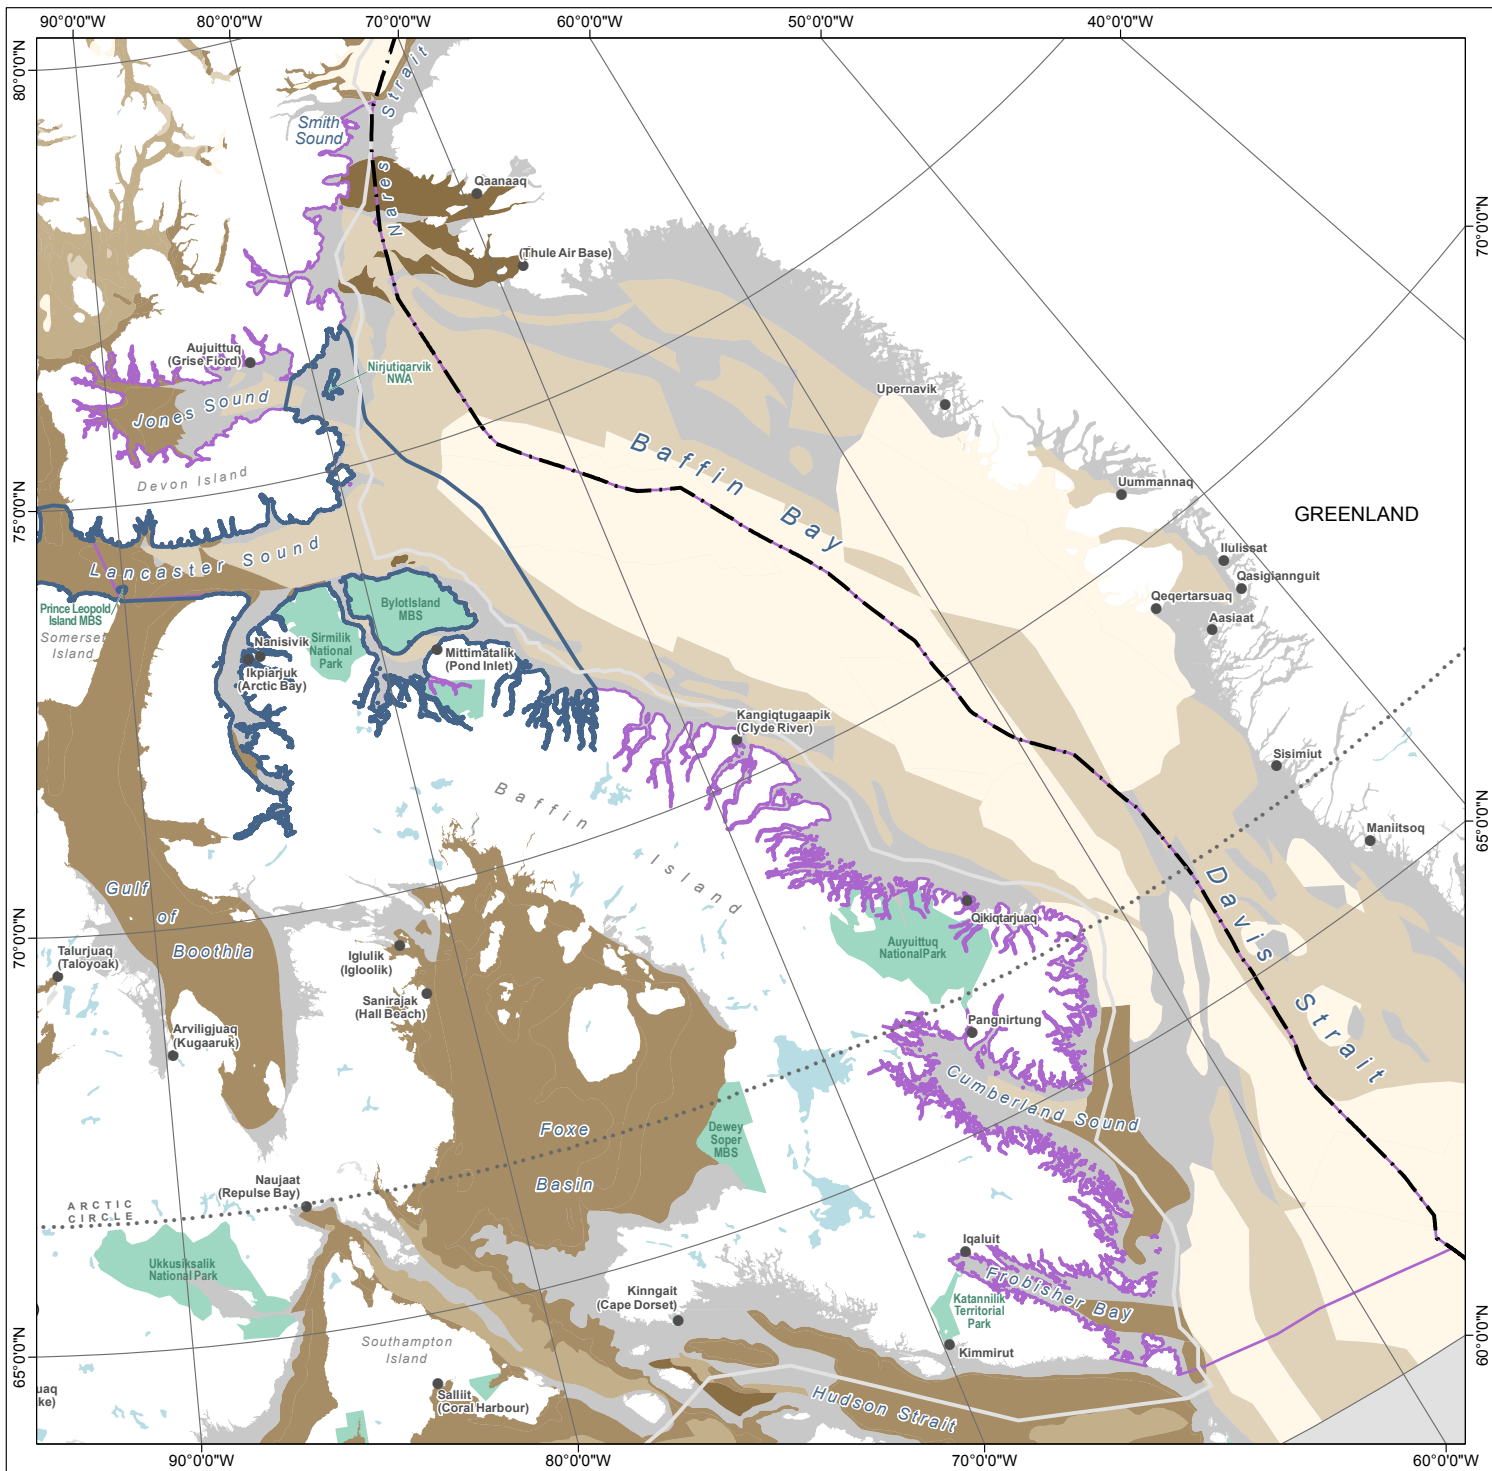 90°0'0"W
80°0'0"W
70°0'0"W
60°0'0"W
50°0'0"W
40°0'0"W
80°0'0"N
75°0'0"N
70°0'0"N
65°0'0"N
70°0'0"N
65°0'0"N
60°0'0"N
90°0'0"W
80°0'0"W
70°0'0"W
60°0'0"W
Nares Strait
Smith
Sound
Qaanaaq
(Thule Air Base)
Aujuittuq
(Grise Fiord)
Nirjutiqarvik
NWA
Jones Sound
Devon Island
Upernavik
Baffin Bay
Uummannaq
GREENLAND
Ilulissat
Qasigiannguit
Qeqertarsuaq
Aasiaat
Lancaster Sound
Prince Leopold
Island MBS
Somerset
Island
BylotIsland
MBS
Sirmilik
National
Park
Nanisivik
Ikpiarjuk
(Arctic Bay)
Mittimatalik
(Pond Inlet)
Kangiqtugaapik
(Clyde River)
Sisimiut
Maniitsoq
Baffin Island
Gulf
of
Boothia
Davis Strait
Qikiqtarjuaq
Auyuittuq
NationalPark
Talurjuaq
(Taloyoak)
Iglulik
(Igloolik)
Sanirajak
(Hall Beach)
Arviligjuaq
(Kugaaruk)
Pangnirtung
Cumberland Sound
Foxe
Basin
Dewey
Soper
MBS
Naujaat
(Repulse Bay)
ARCTIC
CIRCLE
Ukkusiksalik
National Park
Iqaluit
Frobisher Bay
Kinngait
(Cape Dorset)
Katannilik
Territorial
Park
Kimmirut
Southampton
Island
Salliit
(Coral Harbour)
Hudson Strait
uaq
ke)